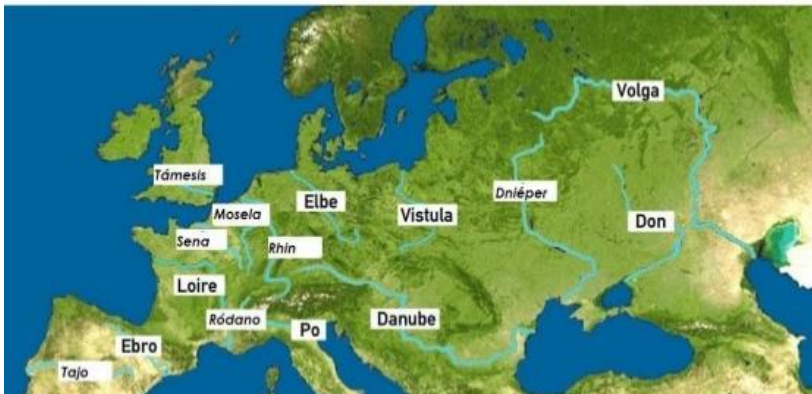 Volga
Támesis
Dniéper
Elbe
Mosela
Vistula
Don
Sena
Rhin
Loire
Ródano
Danube
Po
Ebro
Tajo